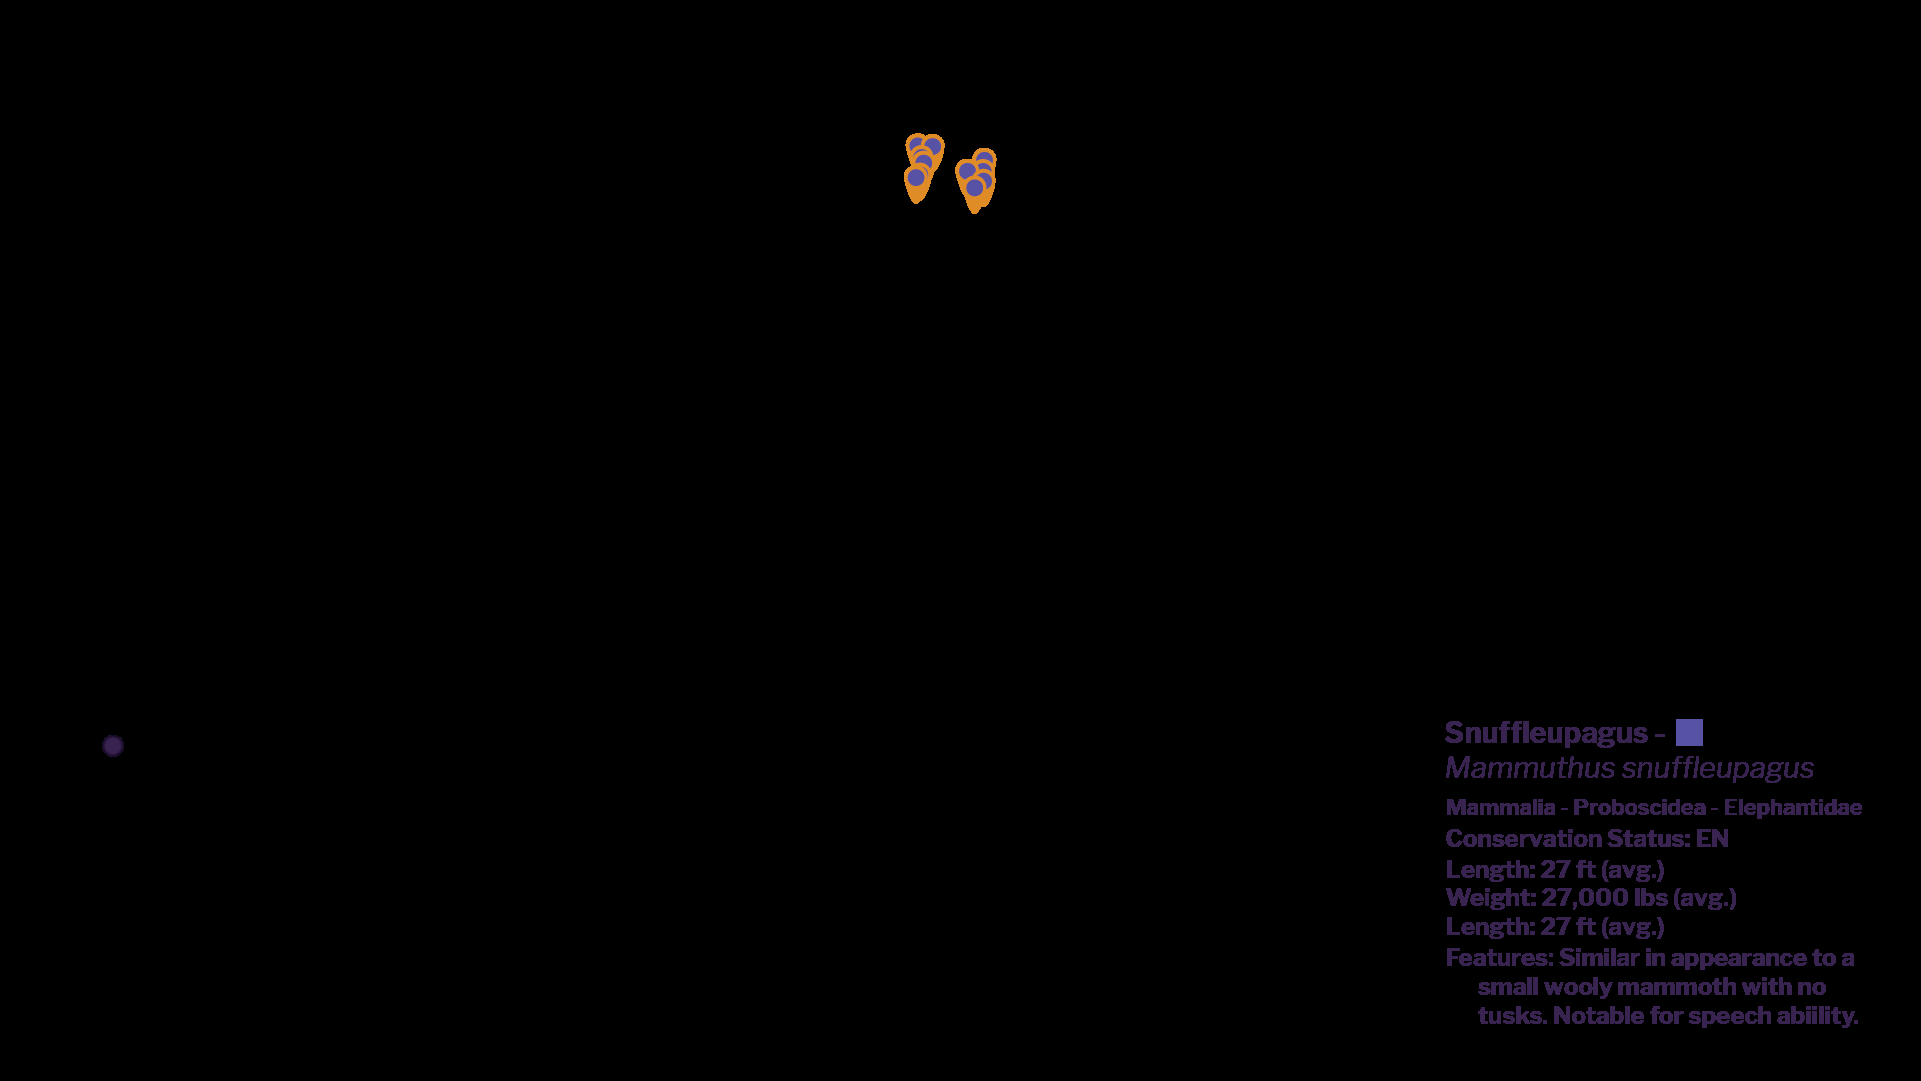 Snuffleupagus -
Mammuthus snuffleupagus
Mammalia - Proboscidea - Elephantidae
Conservation Status: EN
Length: 27 ft (avg.)
Weight: 27,000 lbs (avg.)
Length: 27 ft (avg.)
Features: Similar in appearance to a
small wooly mammoth with no
tusks. Notable for speech abiility.